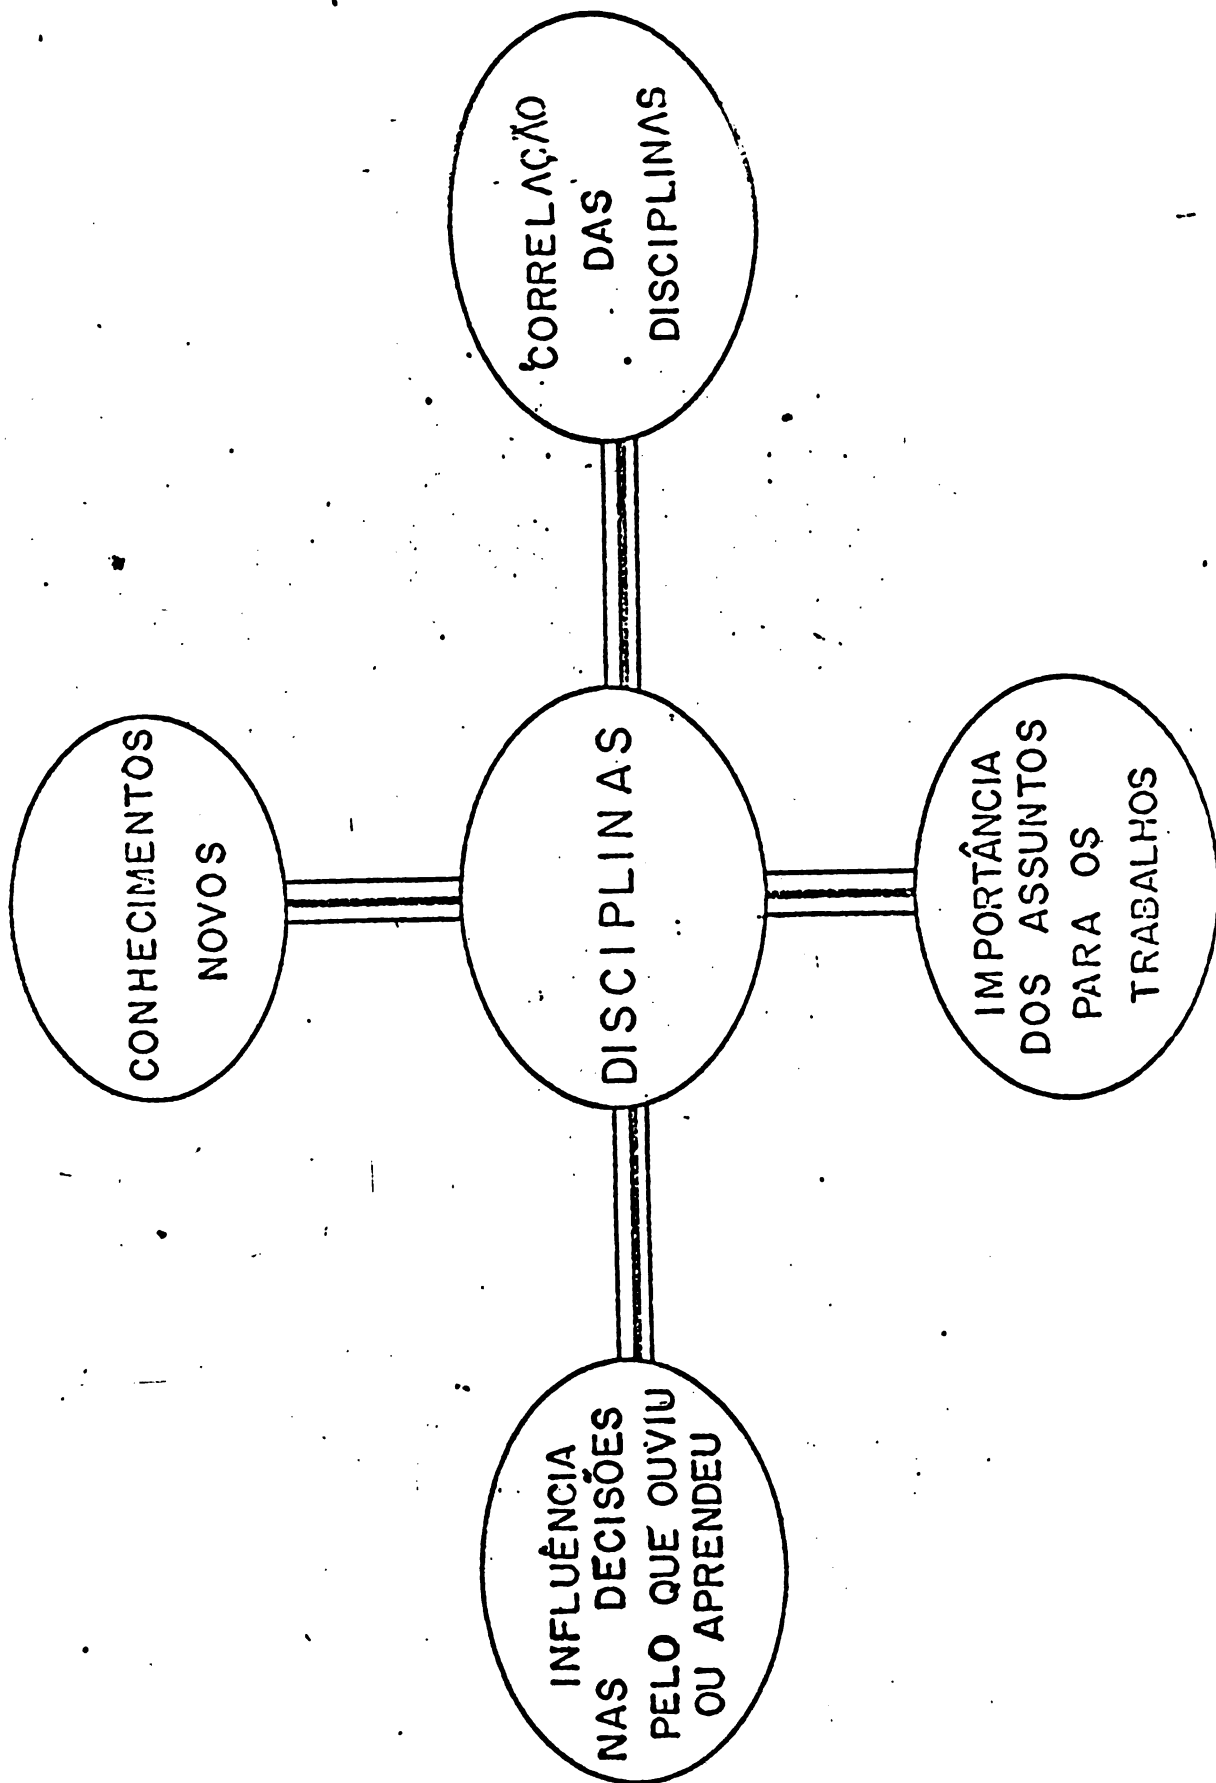 CONHECIMENTOS
NOVOS
INFLUÊNCIA
NAS DECISÕES
PELO QUE OUVIU
OU APRENDEU
DISCIPLINAS
CORRELAÇÃO
DAS
DISCIPLINAS
IMPORTÂNCIA
DOS ASSUNTOS
PARA OS
TRABALHOS